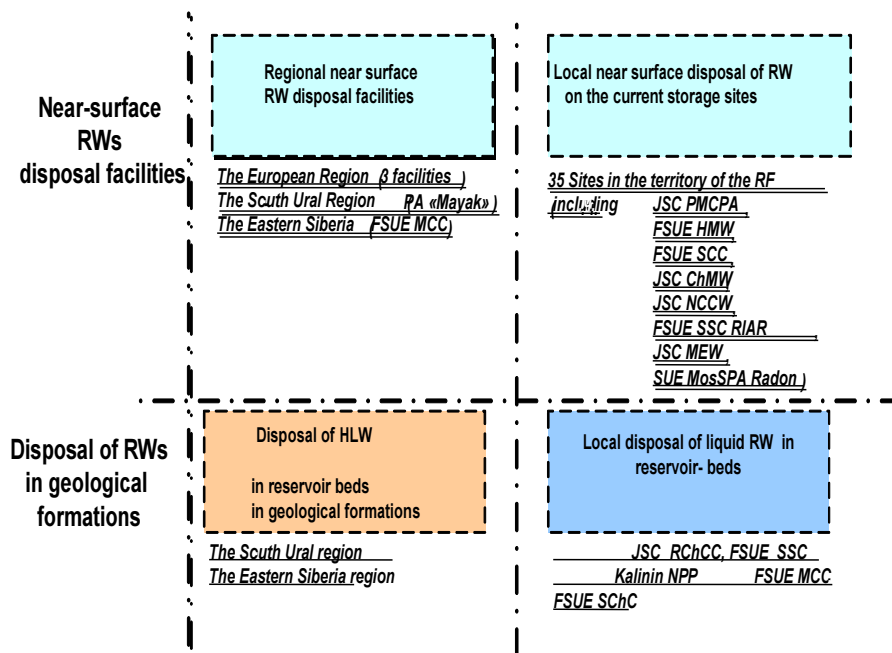 Near-surface
RWs
disposal facilities
Regional near surface
RW disposal facilities
The European Region (3 facilities )
The South Ural Region (PA «Mayak» )
The Eastern Siberia (FSUE MCC)
Local near surface disposal of RW
on the current storage sites
35 Sites in the territory of the RF
(including JSC PMCPA,
FSUE HMW,
FSUE SCC,
JSC ChMW,
JSC NCCW,
FSUE SSC RIAR ,
JSC MEW,
SUE MosSPA Radon )
Disposal of RWs
in geological
formations
Disposal of HLW
in reservoir beds
in geological formations
The South Ural region
The Eastern Siberia region
Local disposal of liquid RW in
reservoir- beds
JSC RChCC, FSUE SSC
Kalinin NPP FSUE MCC
FSUE SChC